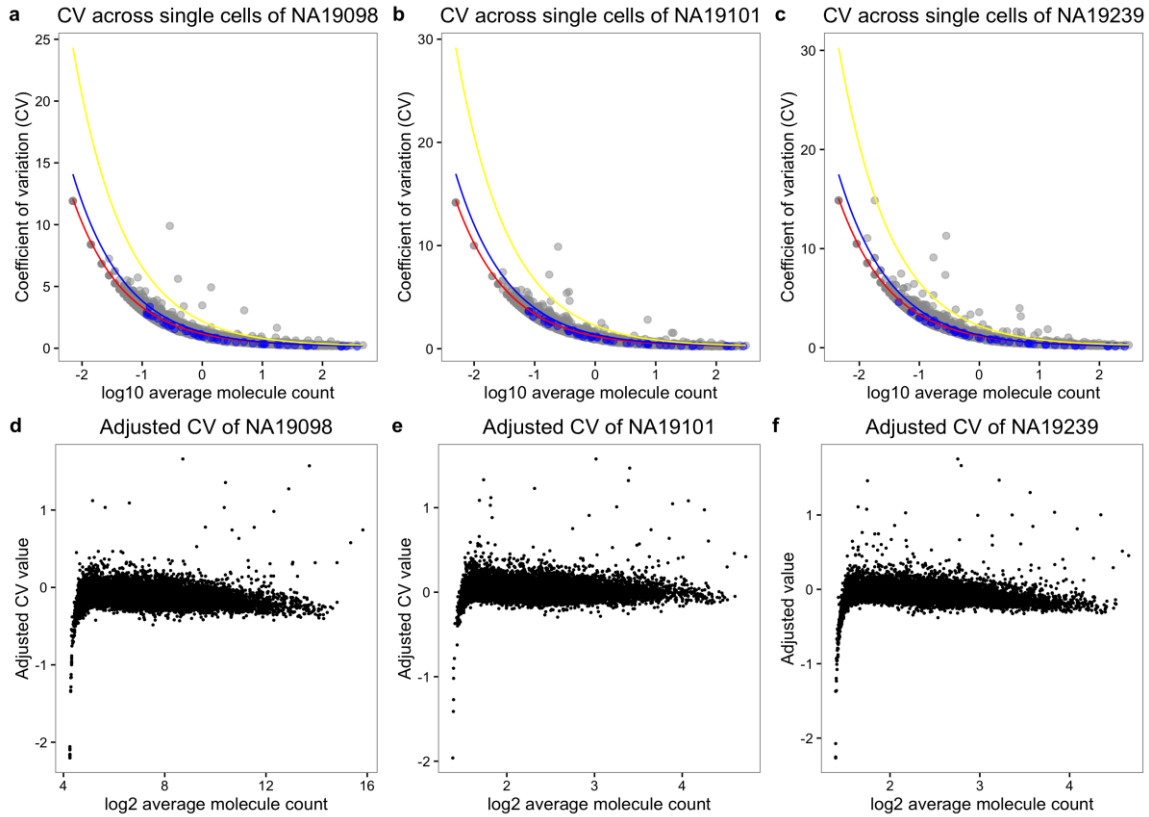 a CV across single cells of NA19098
b CV across single cells of NA19101
c CV across single cells of NA19239
Coefficient of variation (CV)
25
20
15
10
5
0
-2 -1 0 1 2
log10 average molecule count
Coefficient of variation (CV)
30
20
10
0
-2 -1 0 1 2
log10 average molecule count
Coefficient of variation (CV)
30
20
10
0
-2 -1 0 1 2
log10 average molecule count
d Adjusted CV of NA19098
e Adjusted CV of NA19101
f Adjusted CV of NA19239
Adjusted CV value
1
0
-1
-2
4 8 12 16
log2 average molecule count
Adjusted CV value
1
0
-1
-2
2 3 4
log2 average molecule count
Adjusted value
1
0
-1
-2
2 3 4
log2 average molecule count